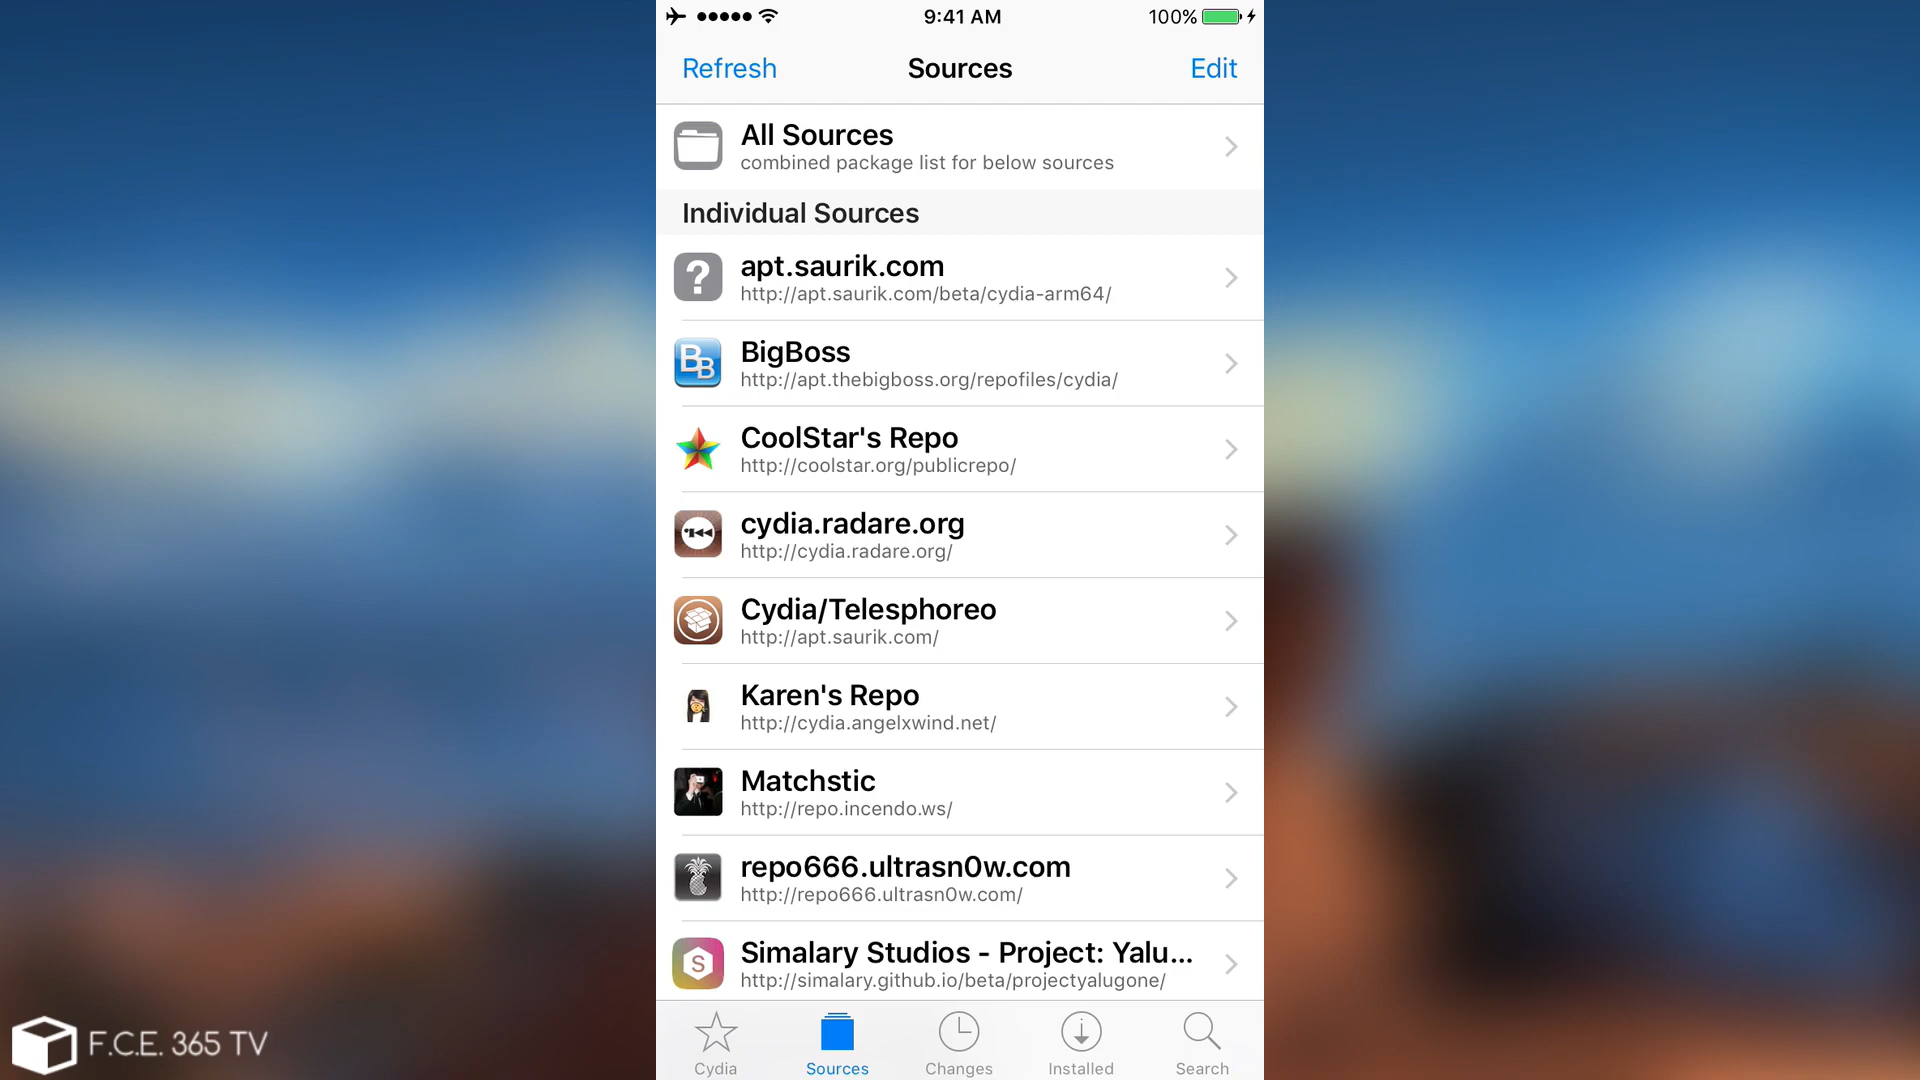 9:41 AM
100%
Refresh
Sources
Edit
All Sources
combined package list for below sources
Individual Sources
?
apt.saurik.com
http://apt.saurik.com/beta/cydia-arm64/
BB
BigBoss
http://apt.thebigboss.org/repofiles/cydia/
CoolStar's Repo
http://coolstar.org/publicrepo/
cydia.radare.org
http://cydia.radare.org/
Cydia/Telesphoreo
http://apt.saurik.com/
Karen's Repo
http://cydia.angelxwind.net/
Matchstic
http://repo.incendo.ws/
repo666.ultrasn0w.com
http://repo666.ultrasn0w.com/
S
Simalary Studios - Project: Yalu...
http://simalary.github.io/beta/projectyalugone/
Cydia
Sources
Changes
Installed
Search
F.C.E. 365 TV